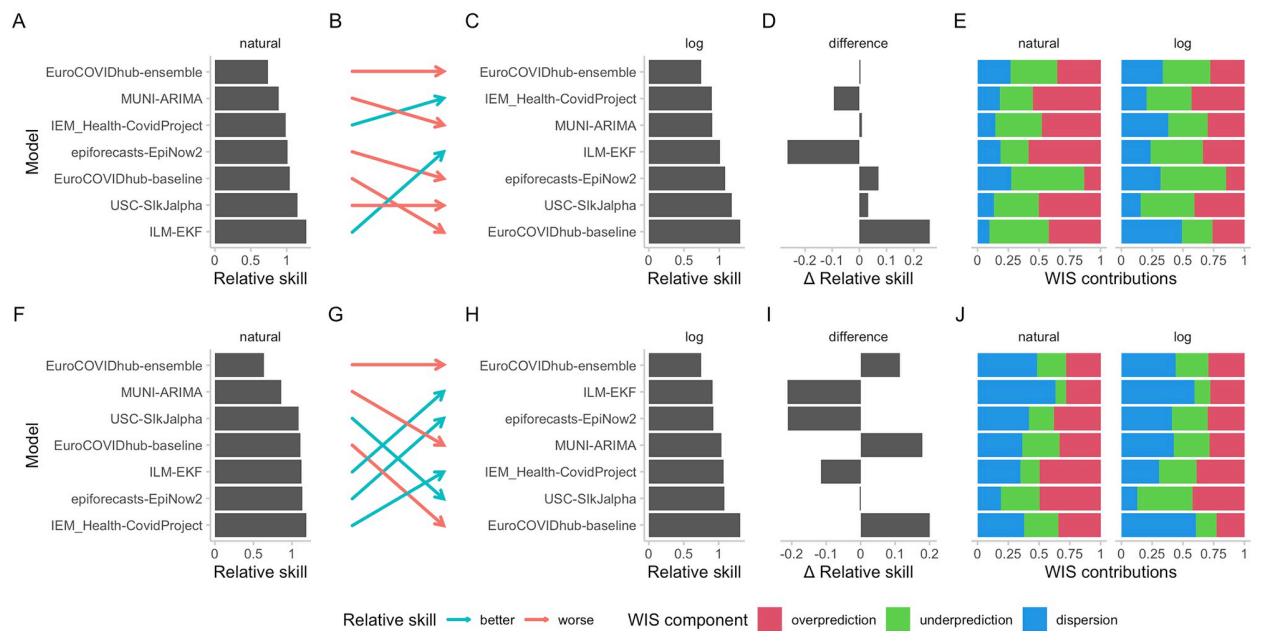 A B C D E
natural log difference natural log
Model
EuroCOVIDhub-ensemble EuroCOVIDhub-ensemble
MUNI-ARIMA IEM_Health-CovidProject
IEM_Health-CovidProject MUNI-ARIMA
epiforecasts-EpiNow2 ILM-EKF
EuroCOVIDhub-baseline epiforecasts-EpiNow2
USC-SIkJalpha USC-SIkJalpha
ILM-EKF EuroCOVIDhub-baseline
0 1 0 1 -0.2 -0.1 0 0.1 0.2 0 0.25 0.5 0.75 1 0 0.25 0.5 0.75 1
Relative skill Relative skill Δ Relative skill WIS contributions
F G H I J
natural log difference natural log
Model
EuroCOVIDhub-ensemble EuroCOVIDhub-ensemble
MUNI-ARIMA ILM-EKF
USC-SIkJalpha epiforecasts-EpiNow2
EuroCOVIDhub-baseline MUNI-ARIMA
ILM-EKF IEM_Health-CovidProject
epiforecasts-EpiNow2 USC-SIkJalpha
IEM_Health-CovidProject EuroCOVIDhub-baseline
0 0.5 1 0 0.5 1 -0.2 -0.1 0 0.1 0.2 0 0.25 0.5 0.75 1 0 0.25 0.5 0.75 1
Relative skill Relative skill Δ Relative skill WIS contributions
Relative skill better worse WIS component overprediction underprediction dispersion